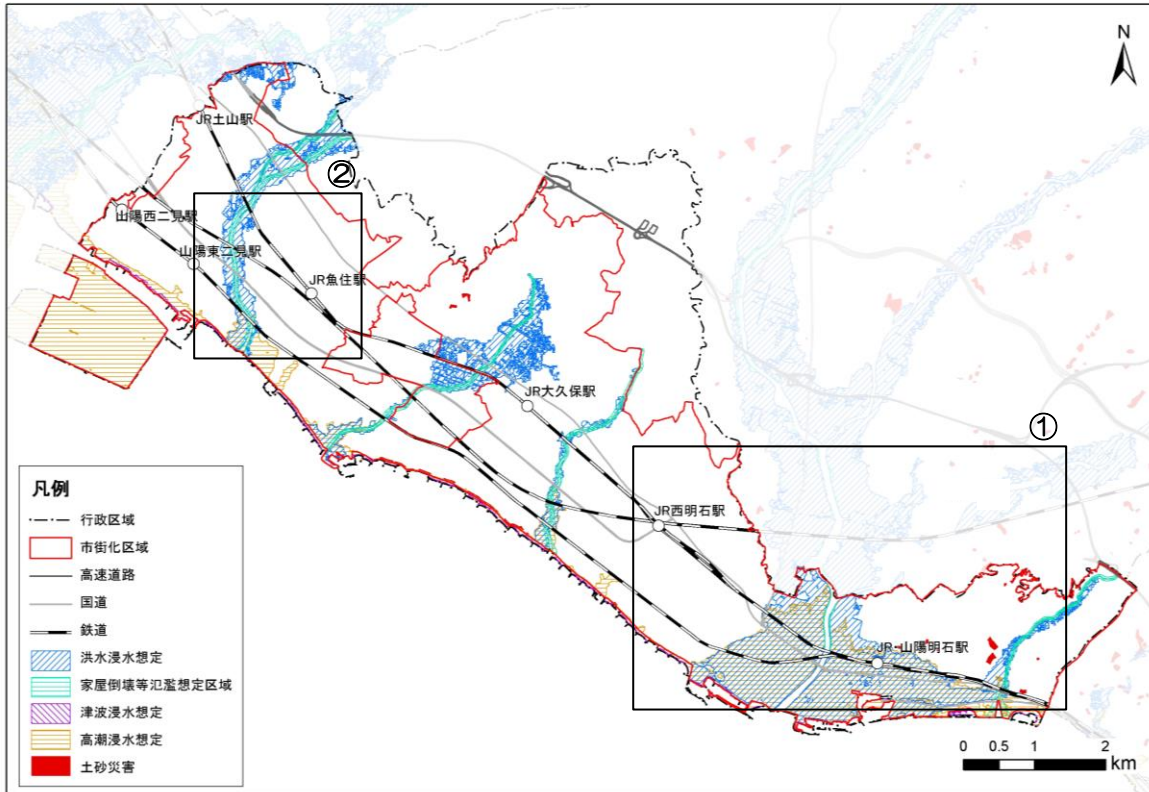 N
JR土山駅
②
山陽西二見駅
山陽東二見駅
JR魚住駅
JR大久保駅
①
JR西明石駅
JR・山陽明石駅
凡例
行政区域
市街化区域
高速道路
国道
鉄道
洪水浸水想定
家屋倒壊等氾濫想定区域
津波浸水想定
高潮浸水想定
土砂災害
0 0.5 1 2
km